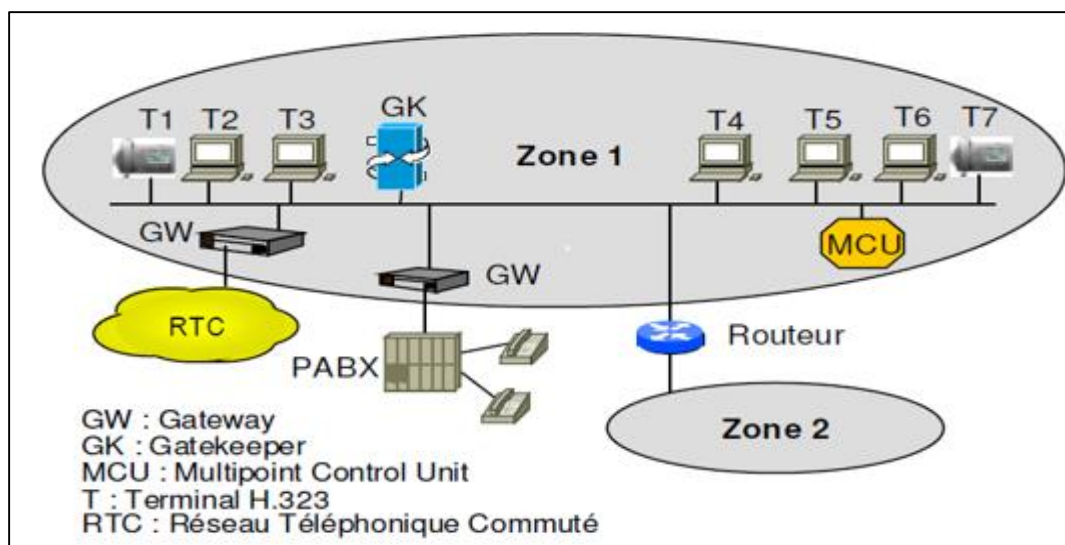 T1 T2 T3 GK T4 T5 T6 T7
Zone 1
GW
MCU
GW
RTC
Routeur
PABX
Zone 2
GW : Gateway
GK : Gatekeeper
MCU : Multipoint Control Unit
T : Terminal H.323
RTC : Réseau Téléphonique Commuté